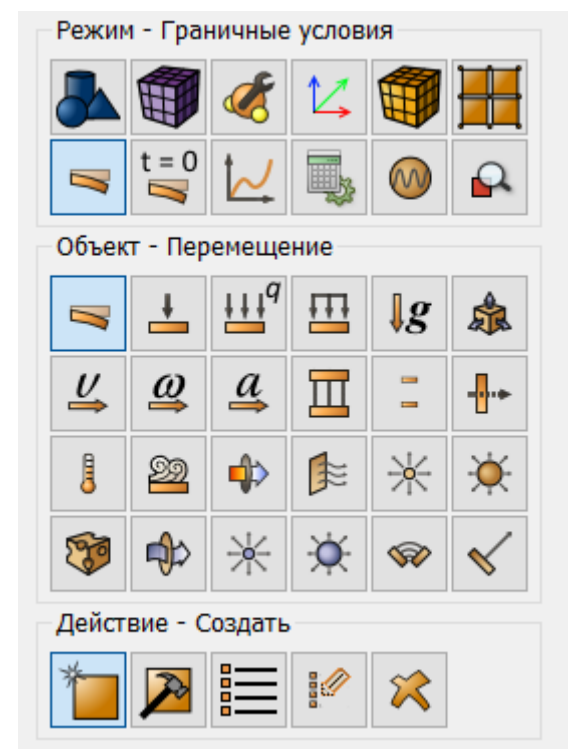 Режим - Граничные условия
t = 0
Объект - Перемещение
q
g
υ ω a
Действие - Создать